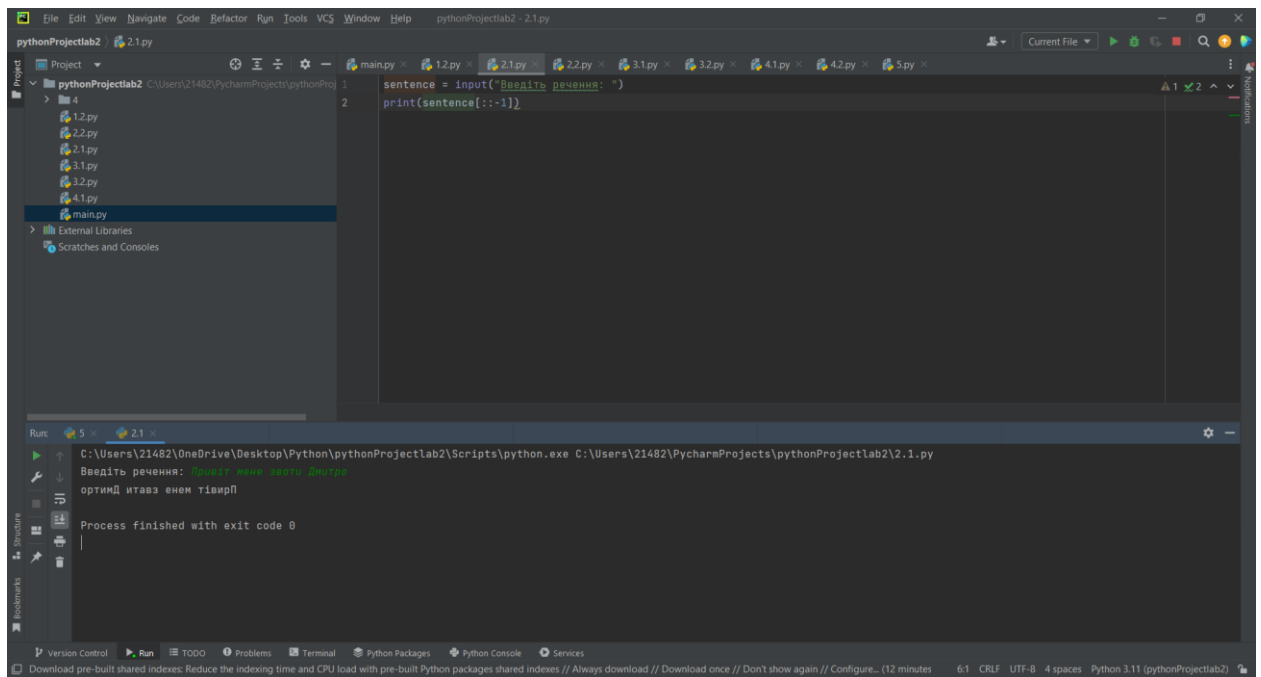 File Edit View Navigate Code Refactor Run Tools VCS Window Help pythonProjectlab2 - 2.1.py
pythonProjectlab2 2.1.py Current File
Project main.py 1.2.py 2.1.py 2.2.py 3.1.py 3.2.py 4.1.py 4.2.py 5.py
pythonProjectlab2 C:\Users\21482\PycharmProjects\pythonProj 1 sentence = input("Введіть речення: ") 1 2
4 2 print(sentence[::-1])
1.2.py
2.2.py
2.1.py
3.1.py
3.2.py
4.1.py
main.py
External Libraries
Scratches and Consoles
Project
Notifications
Run: 5 2.1
C:\Users\21482\OneDrive\Desktop\Python\pythonProjectlab2\Scripts\python.exe C:\Users\21482\PycharmProjects\pythonProjectlab2\2.1.py
Введіть речення: Привіт мене звати Дмитро
ортимД итавз енем тівирП
Process finished with exit code 0
Structure
Bookmarks
Version Control Run TODO Problems Terminal Python Packages Python Console Services
Download pre-built shared indexes: Reduce the indexing time and CPU load with pre-built Python packages shared indexes // Always download // Download once // Don't show again // Configure... (12 minutes 6:1 CRLF UTF-8 4 spaces Python 3.11 (pythonProjectlab2)